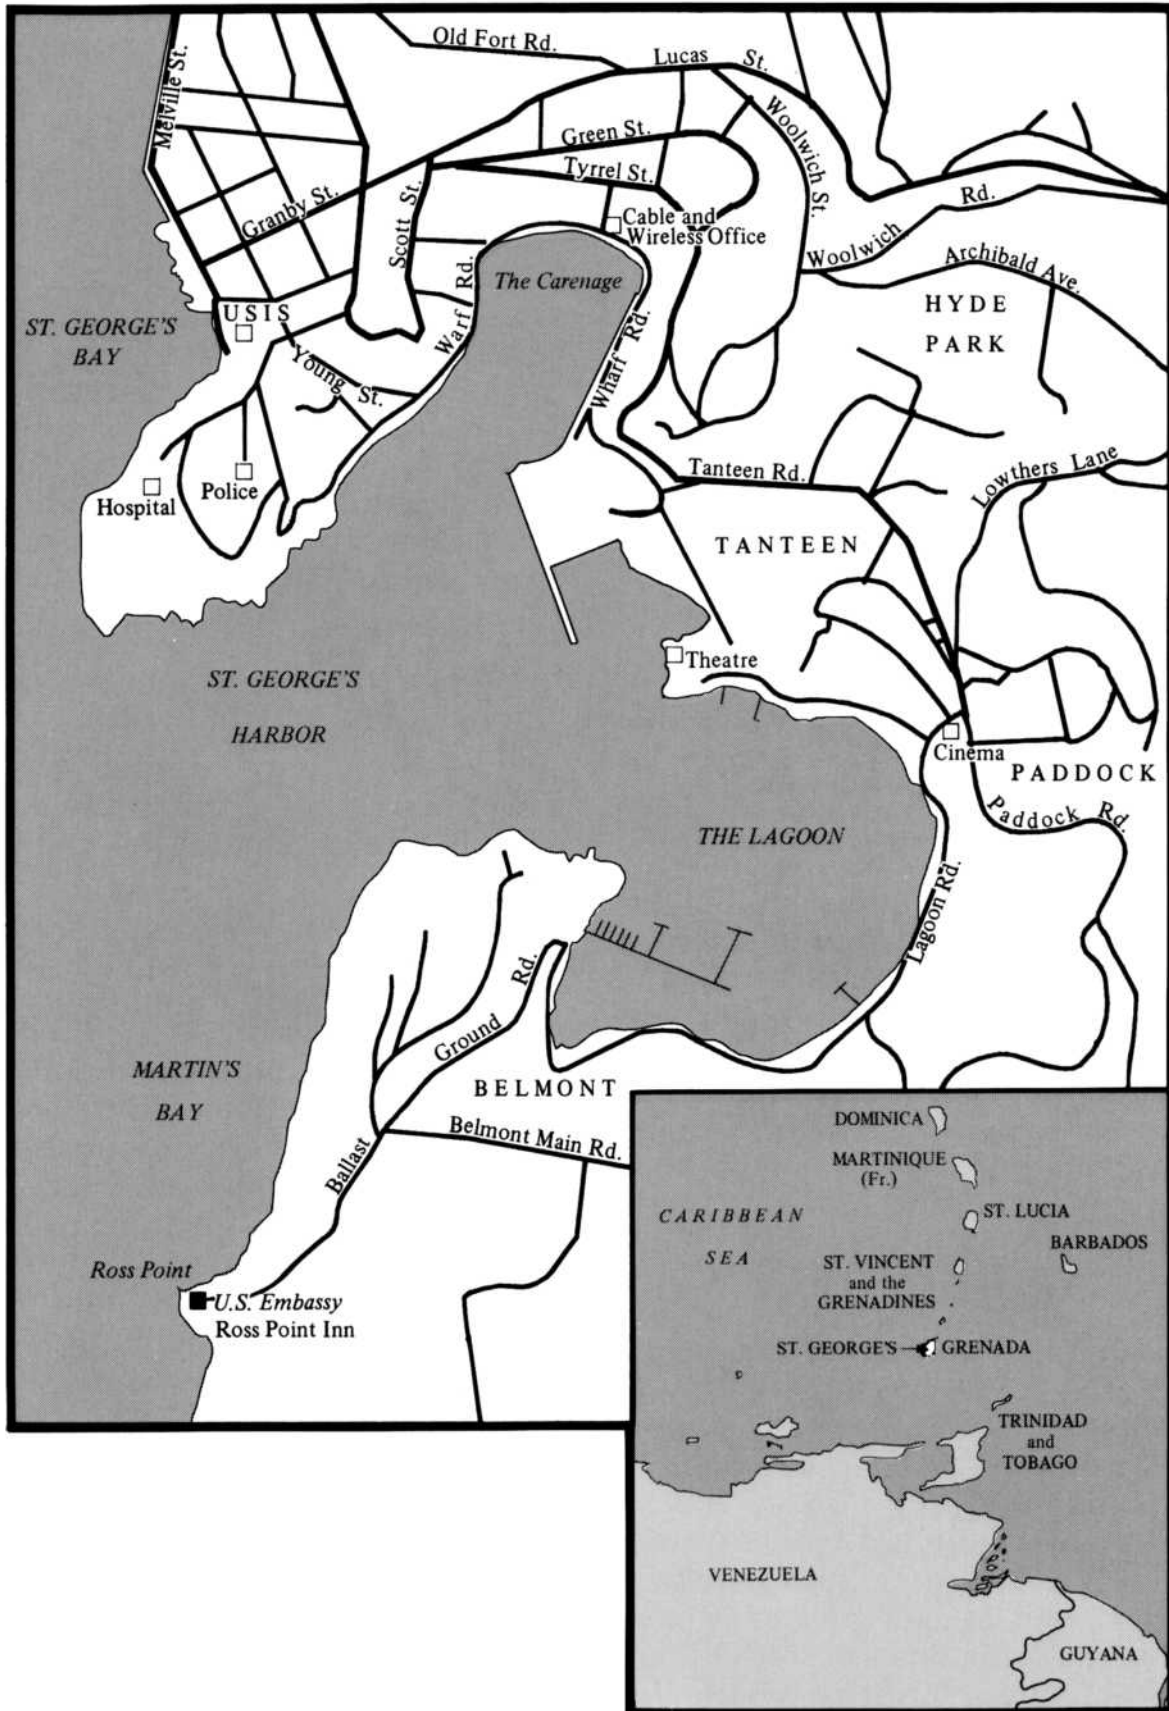 Old Fort Rd.
Lucas St.
Melville St.
Green St.
Woolwich St.
Tyrrel St.
Granby St.
Scott St.
Cable and
Wireless Office
Woolwich Rd.
Archibald Ave.
The Carenage
Warf Rd.
Wharf Rd.
HYDE
PARK
USIS
ST. GEORGE'S
BAY
Young St.
Tanteen Rd.
Lowthers Lane
Hospital
Police
TANTEEN
Theatre
ST. GEORGE'S
HARBOR
Cinema
PADDOCK
Paddock Rd.
THE LAGOON
Lagoon Rd.
Ballast Ground Rd.
MARTIN'S
BAY
BELMONT
Belmont Main Rd.
Ross Point
U.S. Embassy
Ross Point Inn
DOMINICA
MARTINIQUE
(Fr.)
CARIBBEAN
SEA
ST. LUCIA
BARBADOS
ST. VINCENT
and the
GRENADINES
ST. GEORGE'S
GRENADA
TRINIDAD
and
TOBAGO
VENEZUELA
GUYANA